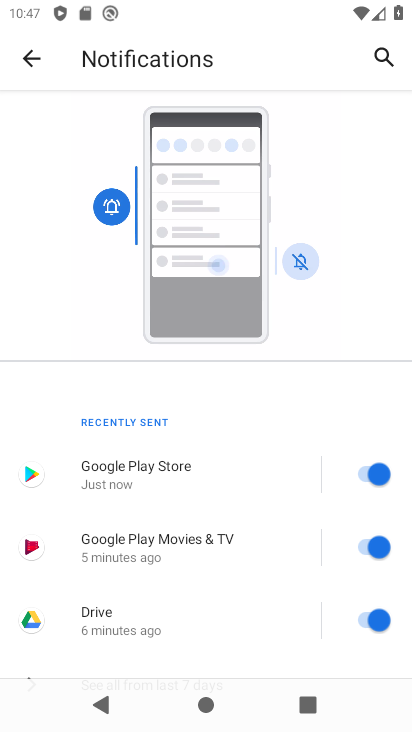 10:47
Notifications
RECENTLY SENT
Google Play Store
Just now
Google Play Movies & TV
5 minutes ago
Drive
6 minutes ago
See all from last 7 days